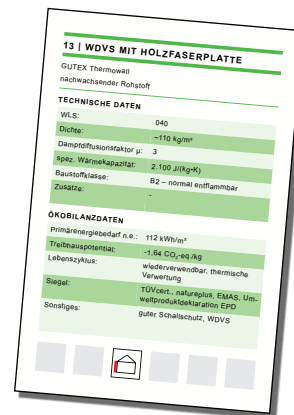 13 | WDVS MIT HOLZFASERPLATTE
GUTEX Thermowall
nachwachsender Rohstoff
TECHNISCHE DATEN
WLS: 040
Dichte: ~110 kg/m³
Dampfdiffusionsfaktor µ: 3
spez. Wärmekapazität: 2.100 J/(kg•K)
Baustoffklasse: B2 – normal entflammbar
Zusätze: -
ÖKOBILANZDATEN
Primärenergiebedarf n.e.: 112 kWh/m³
Treibhauspotential: -1,64 CO₂-eq./kg
Lebenszyklus: wiederverwendbar, thermische
Verwertung
Siegel: TÜVcert., natureplus, EMAS, Um-
weltproduktdeklaration EPD
Sonstiges: guter Schallschutz, WDVS